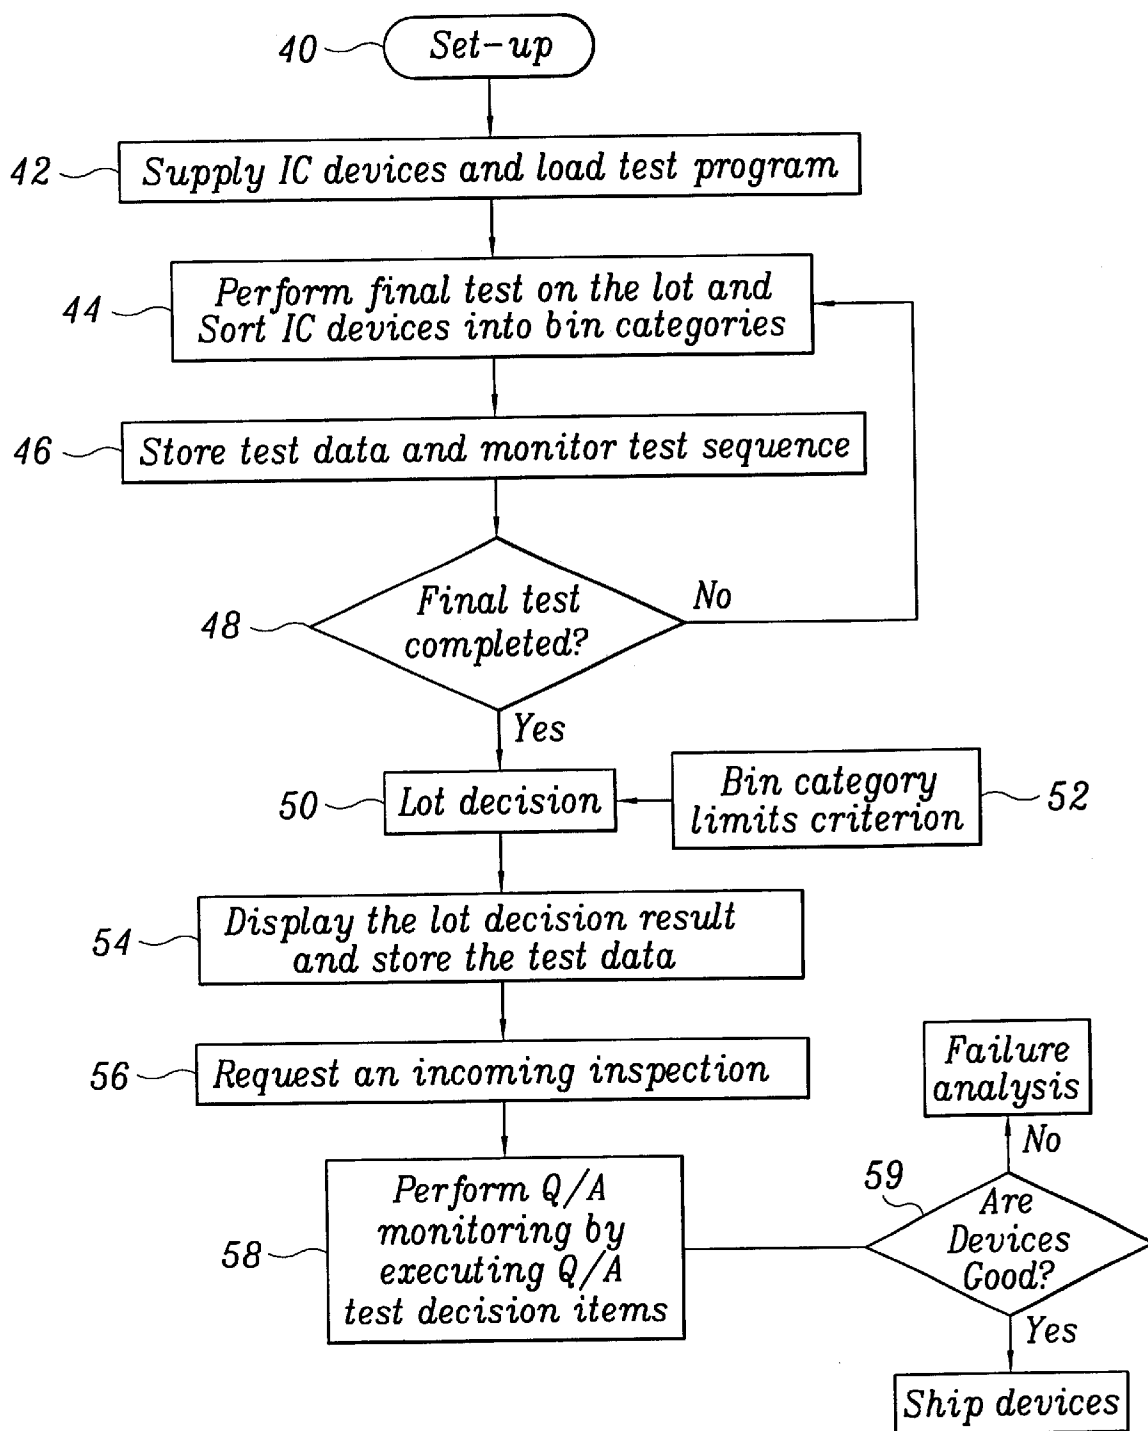 40
Set-up
42
Supply IC devices and load test program
44
Perform final test on the lot and
Sort IC devices into bin categories
46
Store test data and monitor test sequence
48
Final test
completed?
No
Yes
50
Lot decision
Bin category
limits criterion
52
54
Display the lot decision result
and store the test data
56
Request an incoming inspection
58
Perform Q/A
monitoring by
executing Q/A
test decision items
Failure
analysis
No
59
Are
Devices
Good?
Yes
Ship devices